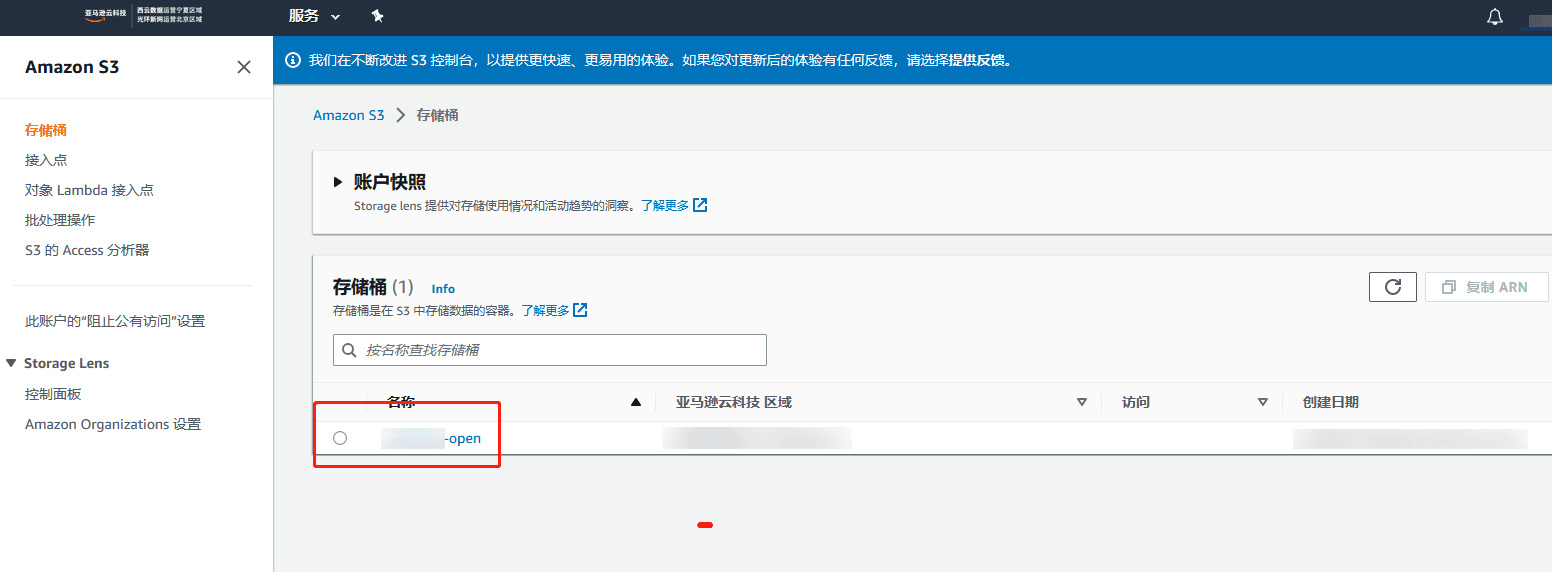 亚马逊云科技
西云数据运营宁夏区域
光环新网运营北京区域
服务
Amazon S3
我们在不断改进 S3 控制台，以提供更快速、更易用的体验。如果您对更新后的体验有任何反馈，请选择提供反馈。
存储桶
接入点
对象 Lambda 接入点
批处理操作
S3 的 Access 分析器
此账户的“阻止公有访问”设置
Storage Lens
控制面板
Amazon Organizations 设置
Amazon S3 存储桶
账户快照
Storage lens 提供对存储使用情况和活动趋势的洞察。了解更多
存储桶 (1) Info
复制 ARN
存储桶是在 S3 中存储数据的容器。了解更多
按名称查找存储桶
名称 亚马逊云科技 区域 访问 创建日期
-open